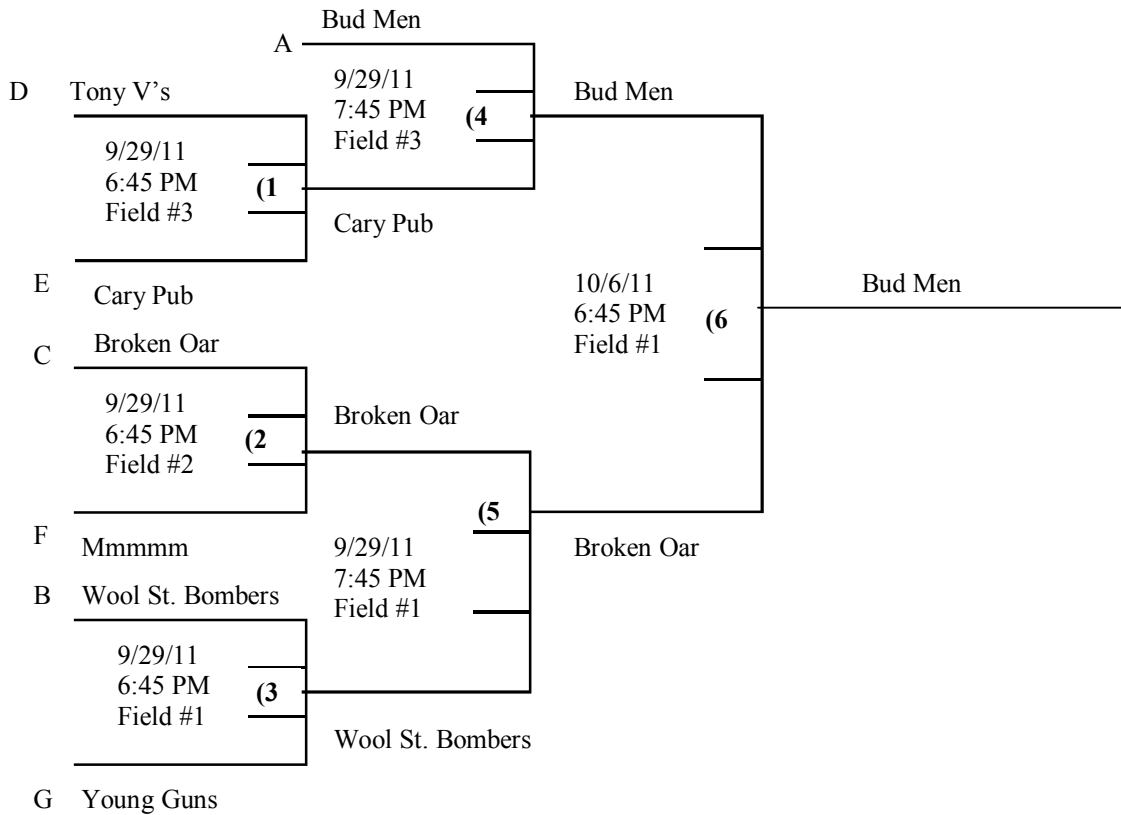 Bud Men
A
D Tony V’s
9/29/11
7:45 PM
Field #3
(4
Bud Men
9/29/11
6:45 PM
Field #3
(1
Cary Pub
E Cary Pub
10/6/11
6:45 PM
Field #1
(6
Bud Men
C Broken Oar
9/29/11
6:45 PM
Field #2
(2
Broken Oar
F Mmmmm
(5
9/29/11
7:45 PM
Field #1
Broken Oar
B Wool St. Bombers
9/29/11
6:45 PM
Field #1
(3
Wool St. Bombers
G Young Guns